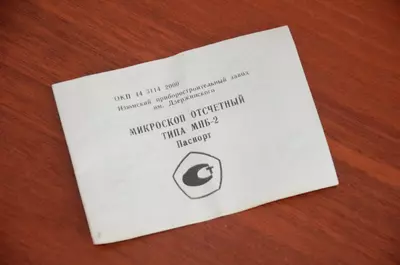 ОКП 44 3114 2000
Изюмский приборостроительный завод
им. Дзержинского
МИКРОСКОП ОТСЧЕТНЫЙ
ТИПА МПБ-2
Паспорт